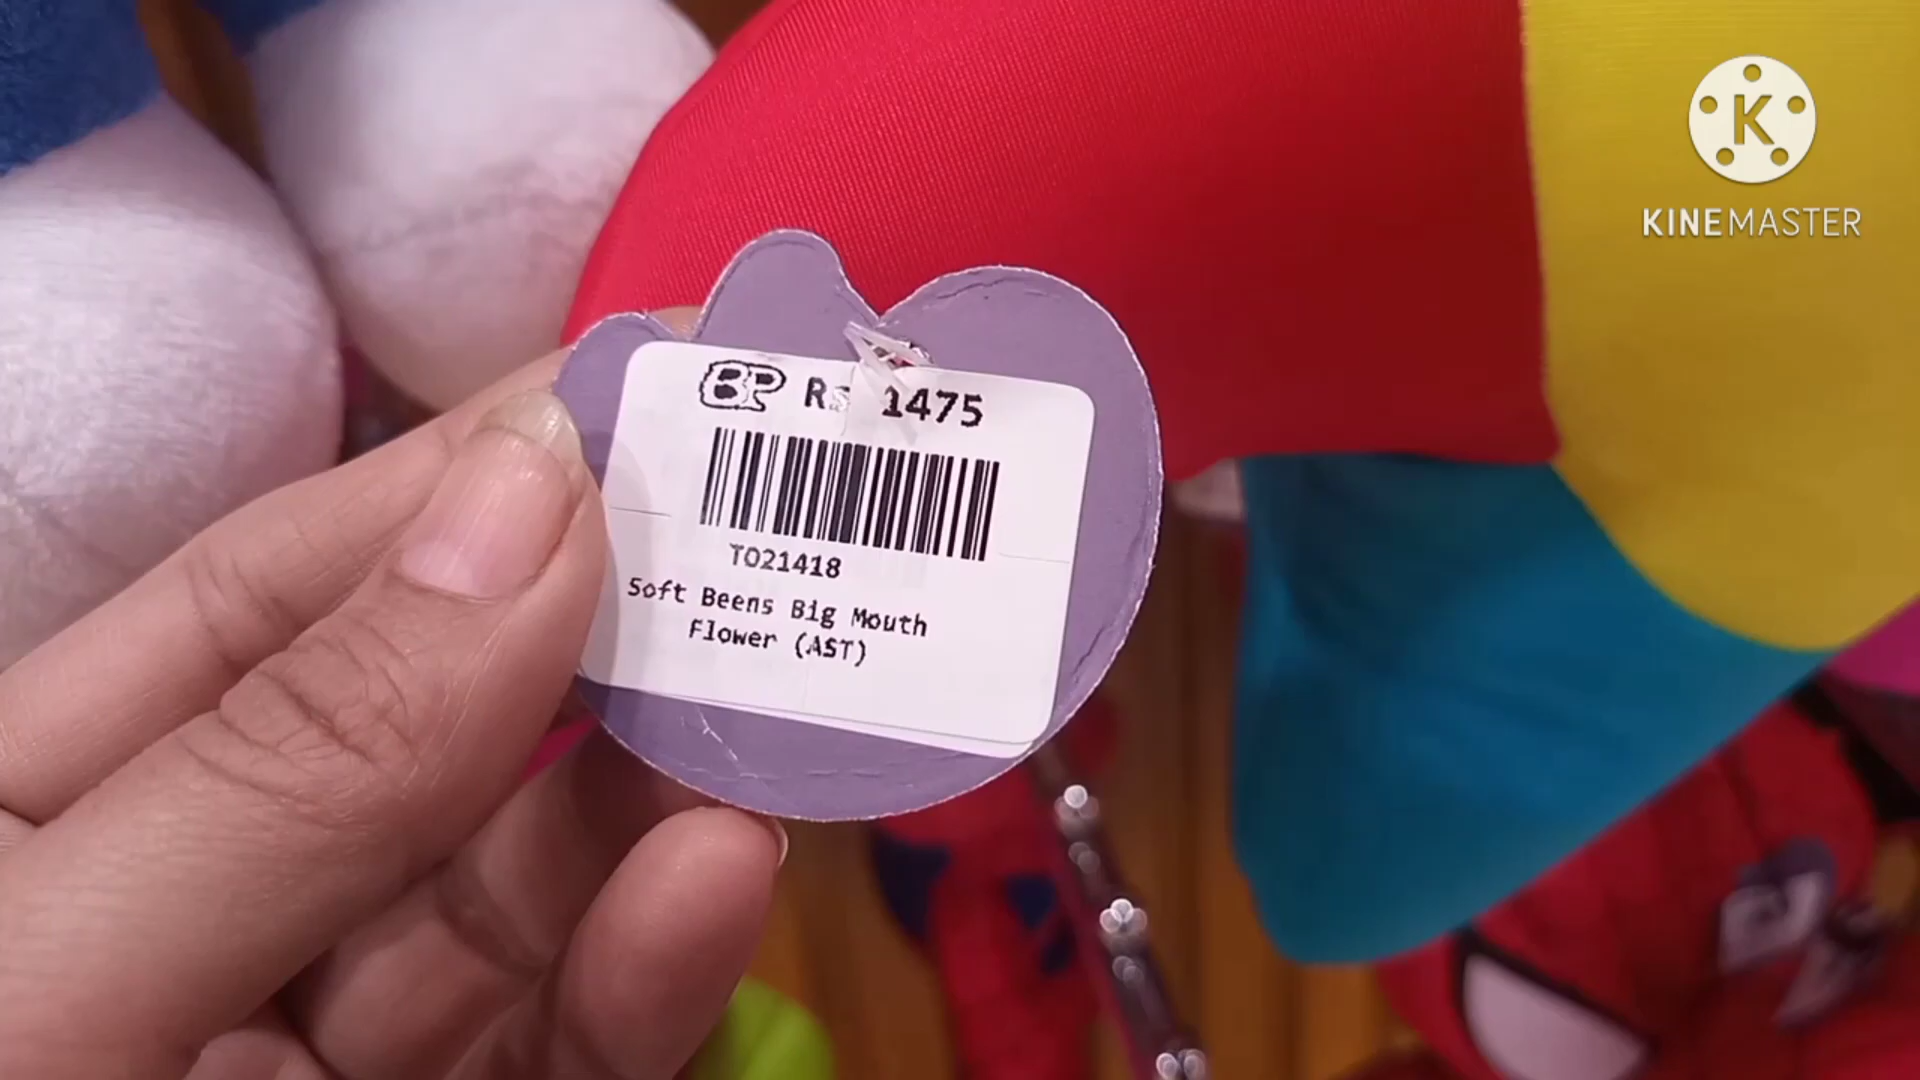 BP Rs 1475
TO21418
Soft Beens Big Mouth
Flower (AST)
K
KINEMASTER